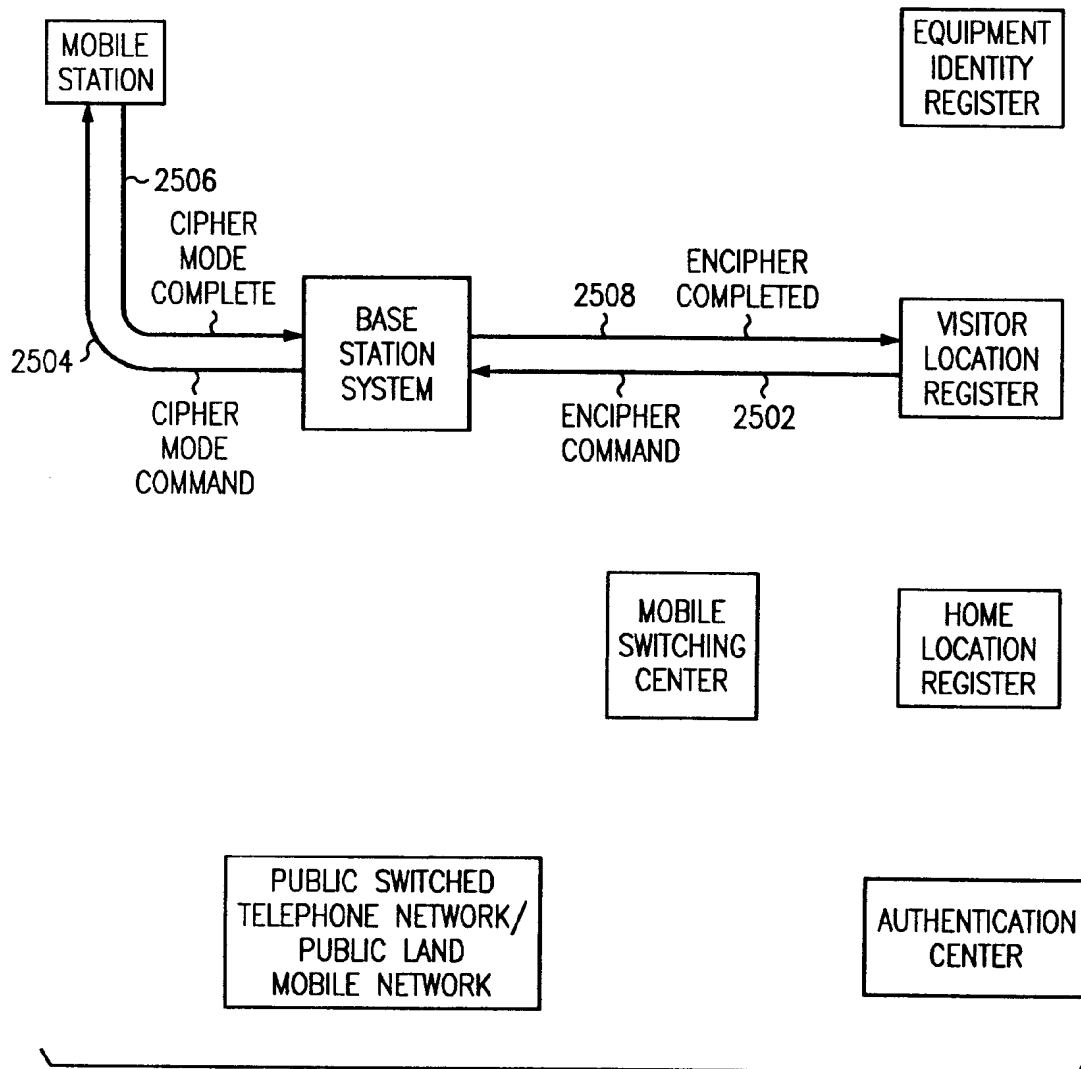 MOBILE
STATION
EQUIPMENT
IDENTITY
REGISTER
2506
CIPHER
MODE
COMPLETE
2504
CIPHER
MODE
COMMAND
BASE
STATION
SYSTEM
2508
ENCIPHER
COMPLETED
ENCIPHER
COMMAND
2502
VISITOR
LOCATION
REGISTER
MOBILE
SWITCHING
CENTER
HOME
LOCATION
REGISTER
PUBLIC SWITCHED
TELEPHONE NETWORK/
PUBLIC LAND
MOBILE NETWORK
AUTHENTICATION
CENTER